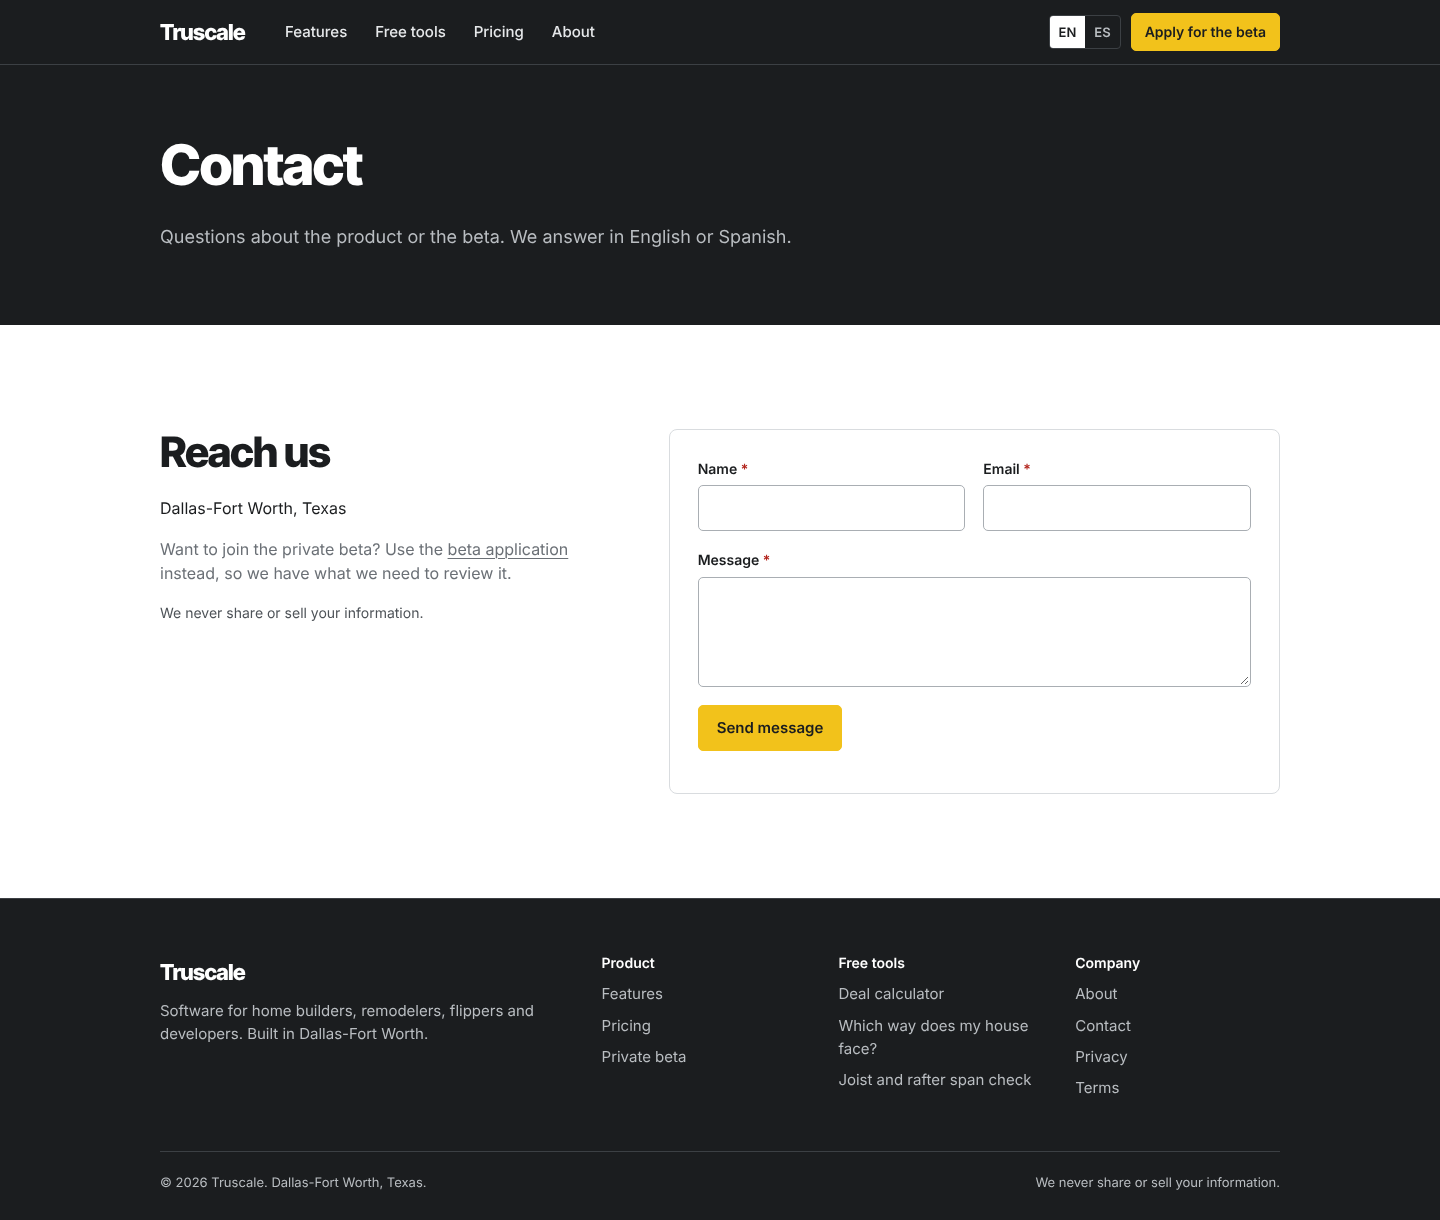 Truscale
Features
Free tools
Pricing
About
EN
ES
Apply for the beta
Contact
Questions about the product or the beta. We answer in English or Spanish.
Reach us
Dallas-Fort Worth, Texas
Want to join the private beta? Use the beta application
instead, so we have what we need to review it.
We never share or sell your information.
Name *
Email *
Message *
Send message
Truscale
Software for home builders, remodelers, flippers and
developers. Built in Dallas-Fort Worth.
Product
Features
Pricing
Private beta
Free tools
Deal calculator
Which way does my house
face?
Joist and rafter span check
Company
About
Contact
Privacy
Terms
© 2026 Truscale. Dallas-Fort Worth, Texas.
We never share or sell your information.